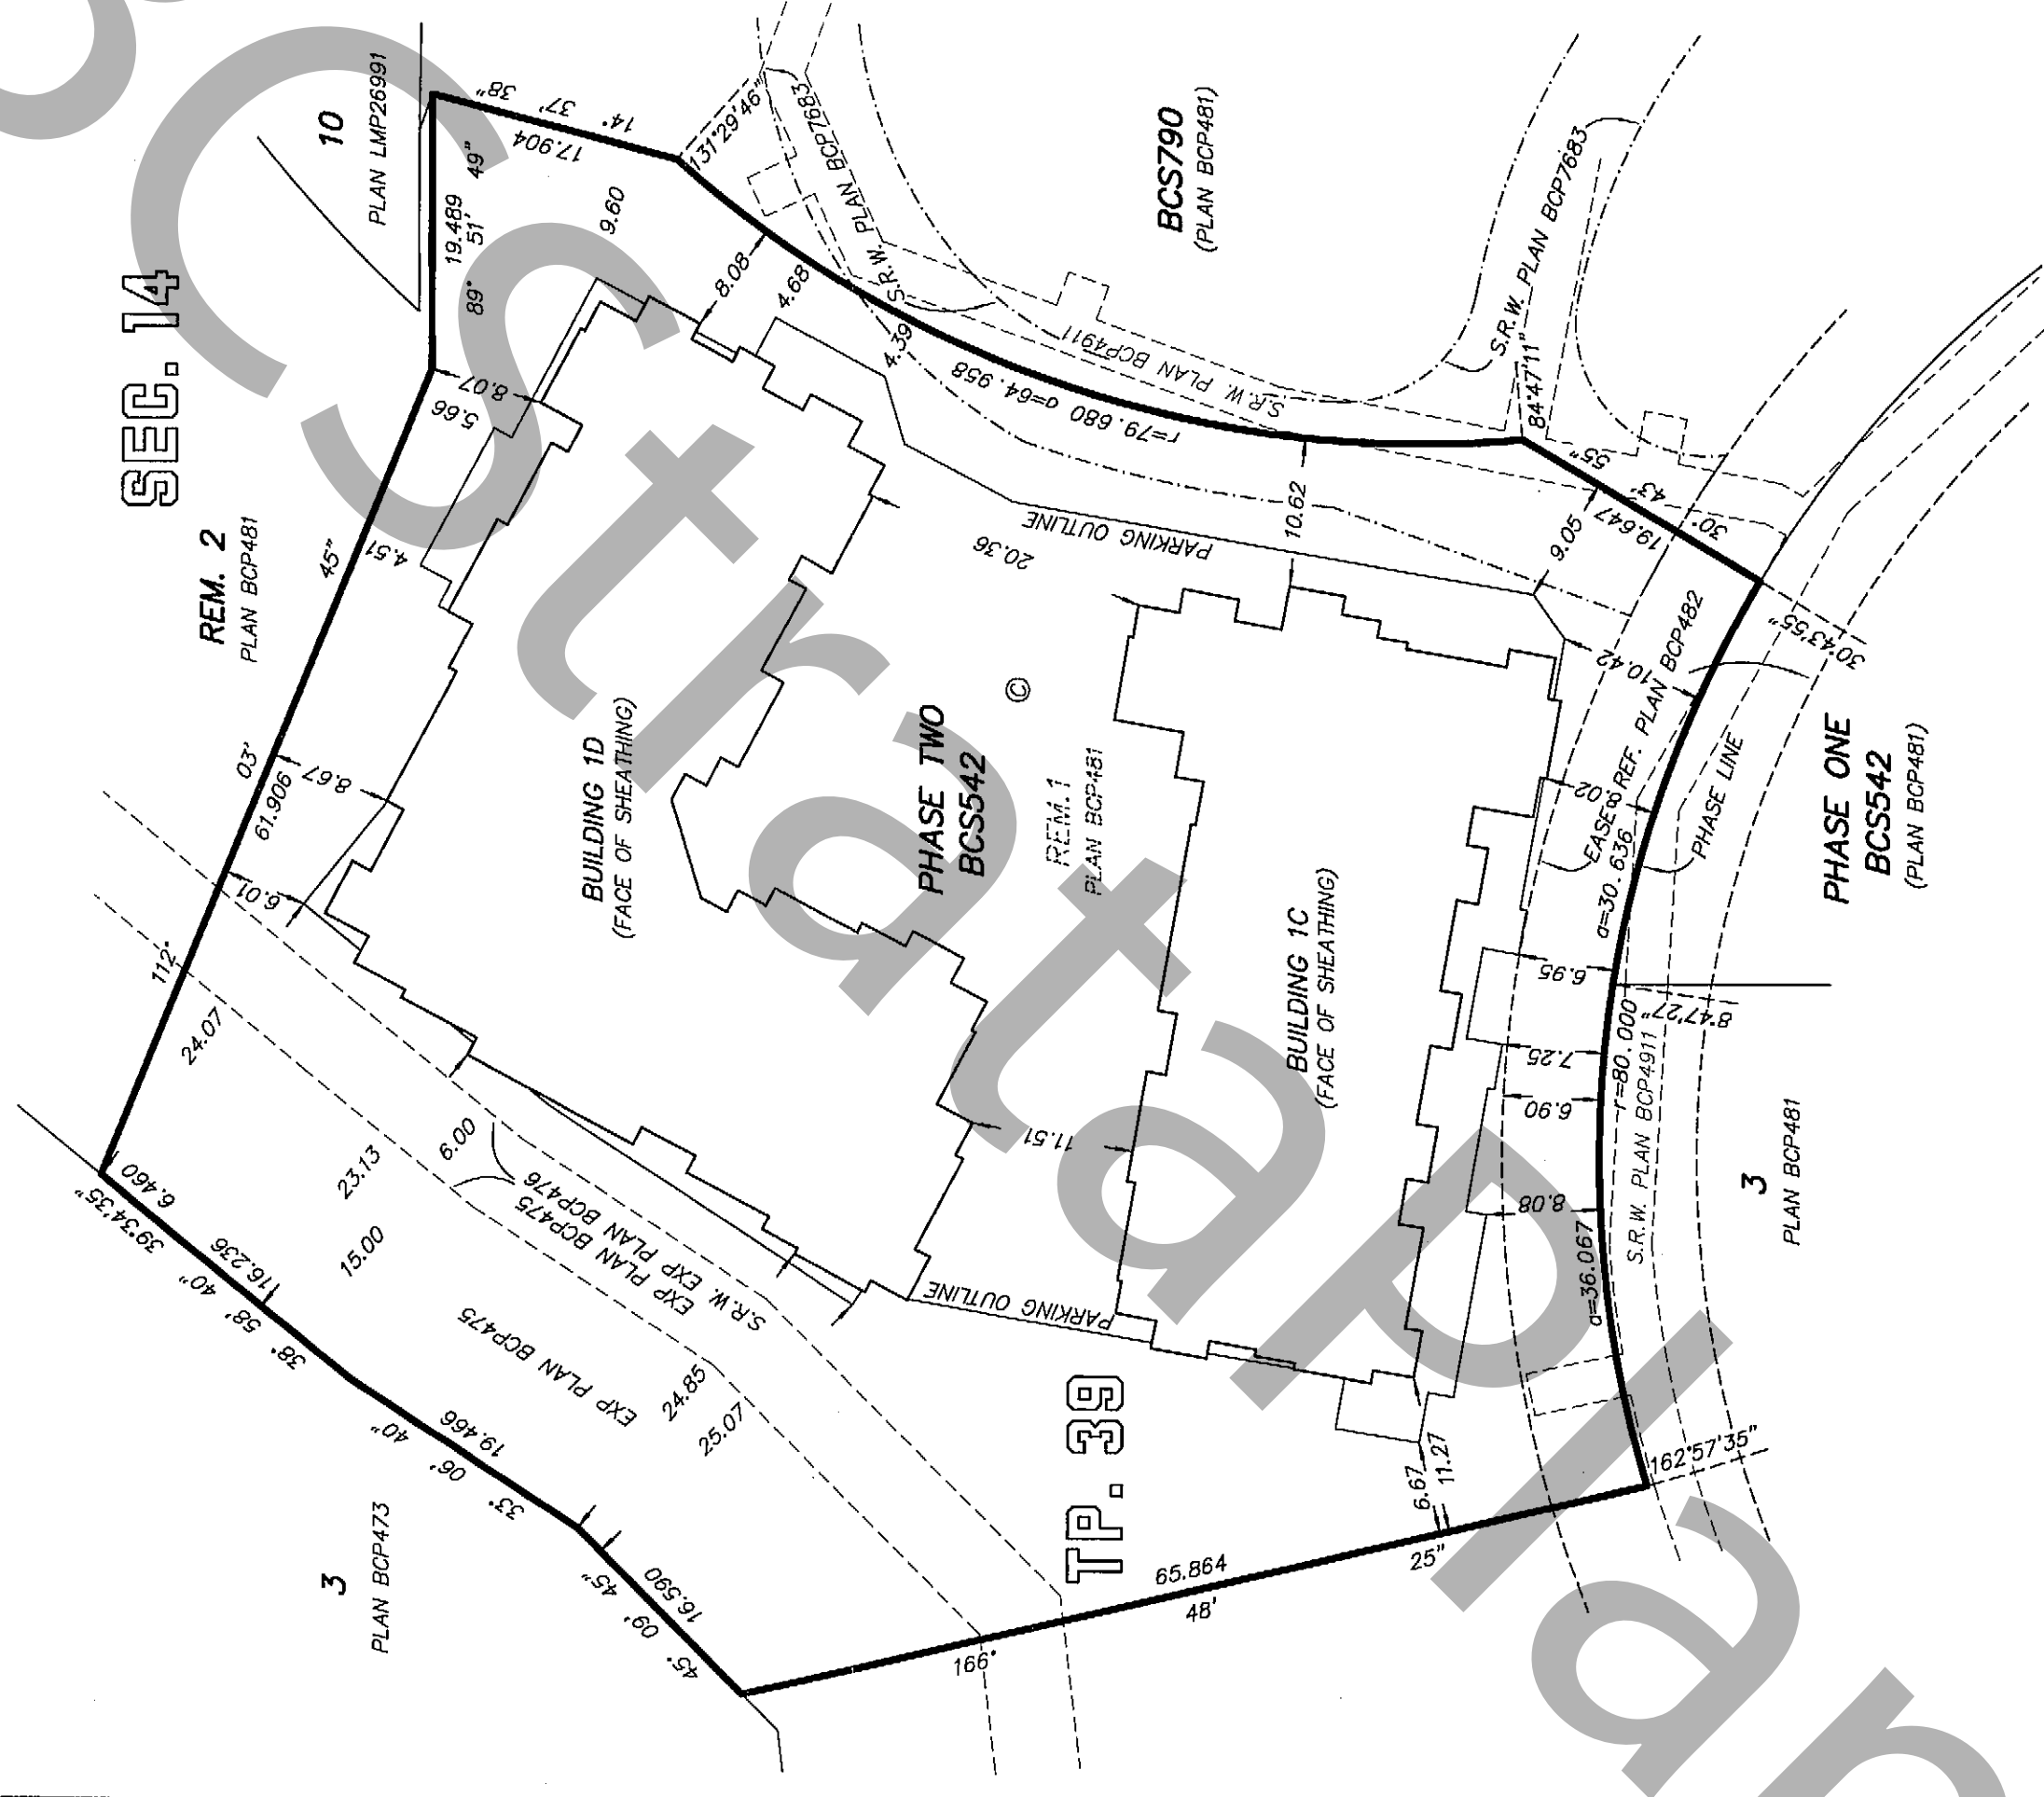 SEC. 14
10
PLAN LMP26991
REM. 2
PLAN BCP481
38"
37'
14°
17.904
131°29'46"
19.489
89° 51' 49"
9.60
8.08
4.68
4.39
8.07
5.66
4.51
45"
03'
112°
61.906
8.67
6.01
24.07
S.R.W. PLAN BCP7683
BCS790
(PLAN BCP481)
S.R.W. PLAN BCP7683
S.R.W. PLAN BCP4911
r=79.680 a=64.958
84°47'11"
55"
43'
30°
19.647
9.05
10.62
PARKING OUTLINE
20.36
10.42
30°43'55"
BUILDING 1D
(FACE OF SHEATHING)
PHASE TWO
BCS542
©
REM.1
PLAN BCP481
BUILDING 1C
(FACE OF SHEATHING)
EASE REF. PLAN BCP482
8.02
a=30.636
PHASE LINE
PHASE ONE
BCS542
(PLAN BCP481)
6.95
7.25
6.90
8.08
8°47'27"
r=80.000
S.R.W. PLAN BCP4911
a=36.067
3
PLAN BCP481
11.51
PARKING OUTLINE
6.460
39°34'35"
16.236
38° 58' 40"
23.13
6.00
15.00
EXP PLAN BCP475
S.R.W. EXP PLAN BCP476
EXP PLAN BCP475
19.466
33° 06' 40"
24.85
25.07
16.590
45° 09' 45"
3
PLAN BCP473
TP. 39
6.67
11.27
65.864
166° 48' 25"
162°57'35"
BCStrataPlan